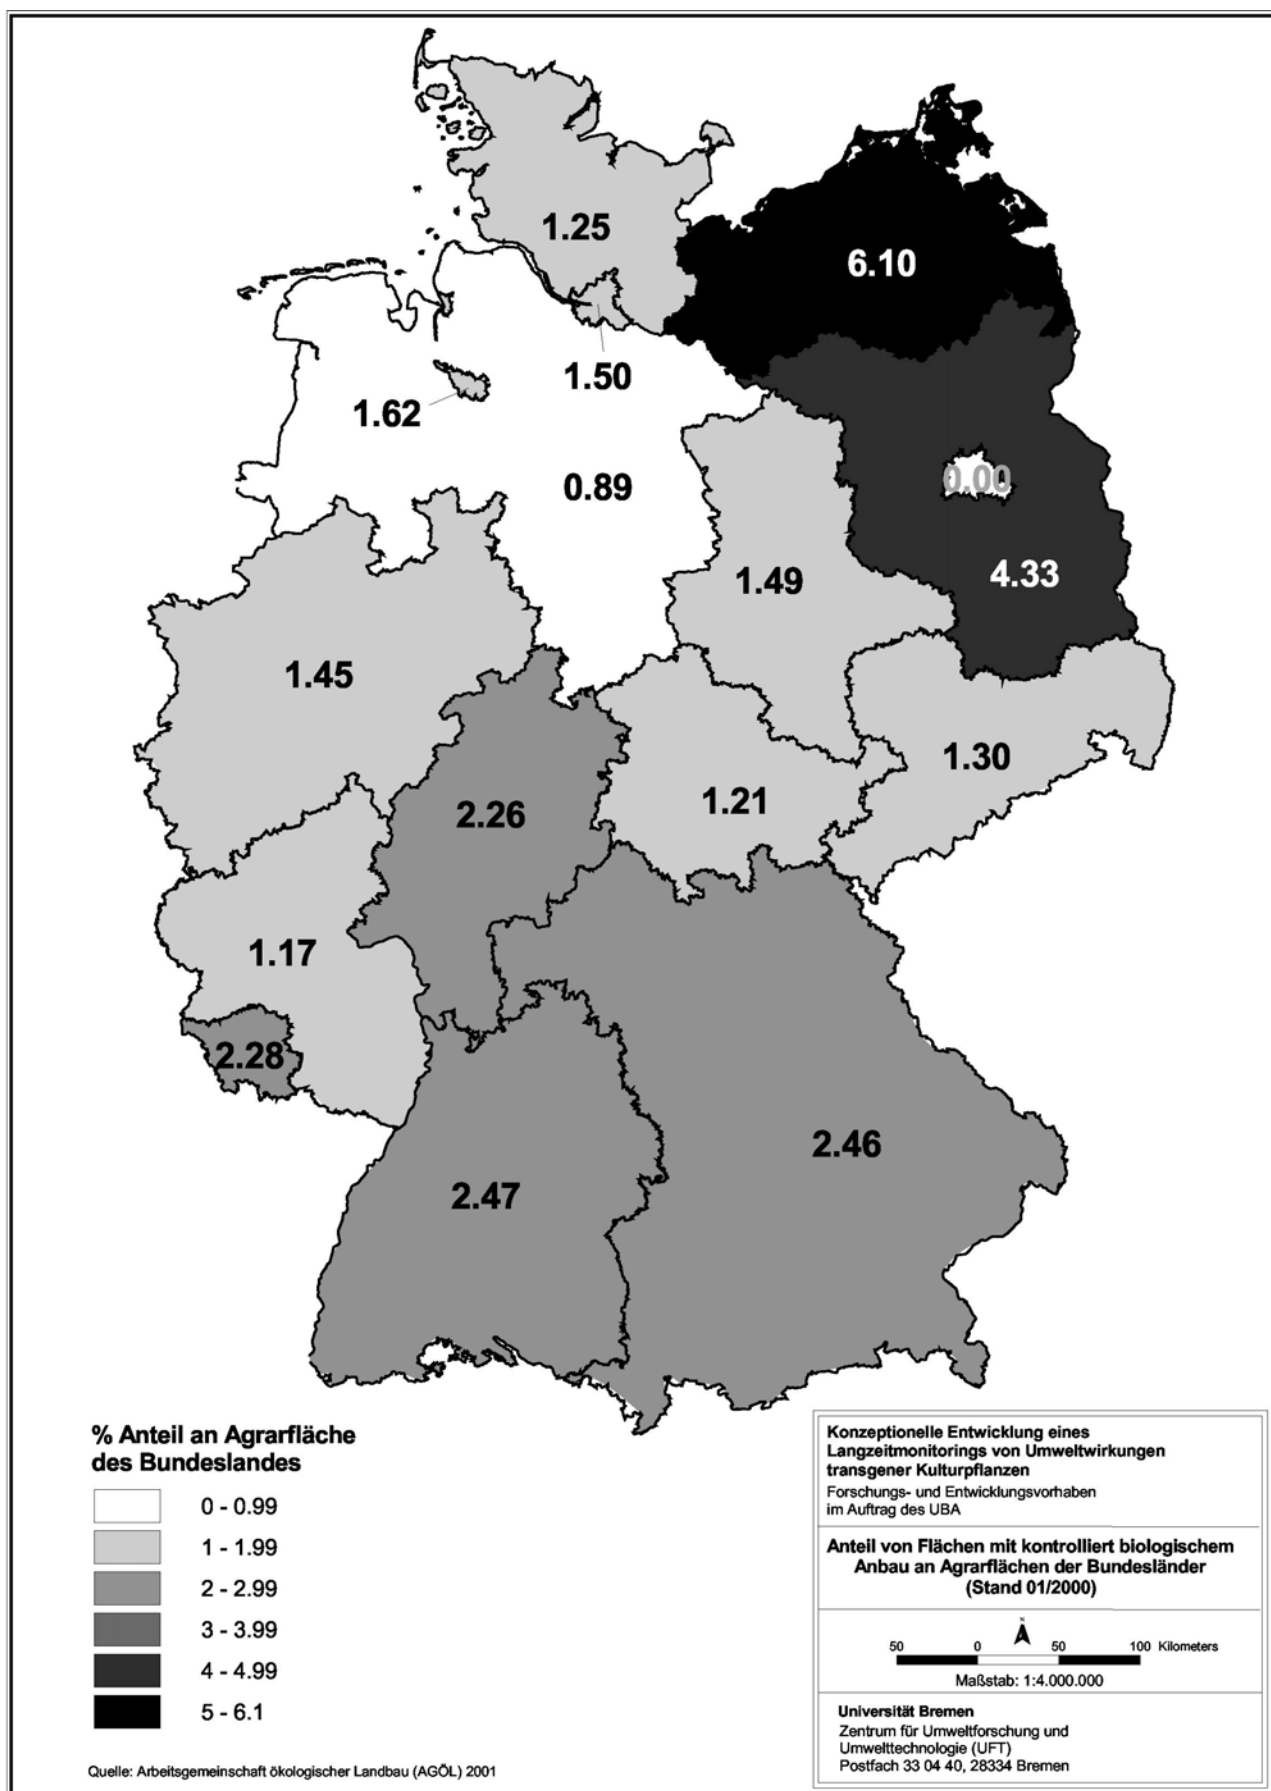 1.25
6.10
1.50
1.62
0.89
0.00
1.49
4.33
1.45
1.30
2.26
1.21
1.17
2.28
2.46
2.47
% Anteil an Agrarfläche
des Bundeslandes
0 - 0.99
1 - 1.99
2 - 2.99
3 - 3.99
4 - 4.99
5 - 6.1
Quelle: Arbeitsgemeinschaft ökologischer Landbau (AGÖL) 2001
Konzeptionelle Entwicklung eines
Langzeitmonitorings von Umweltwirkungen
transgener Kulturpflanzen
Forschungs- und Entwicklungsvorhaben
im Auftrag des UBA
Anteil von Flächen mit kontrolliert biologischem
Anbau an Agrarflächen der Bundesländer
(Stand 01/2000)
N
50 0 50 100 Kilometers
Maßstab: 1:4.000.000
Universität Bremen
Zentrum für Umweltforschung und
Umwelttechnologie (UFT)
Postfach 33 04 40, 28334 Bremen